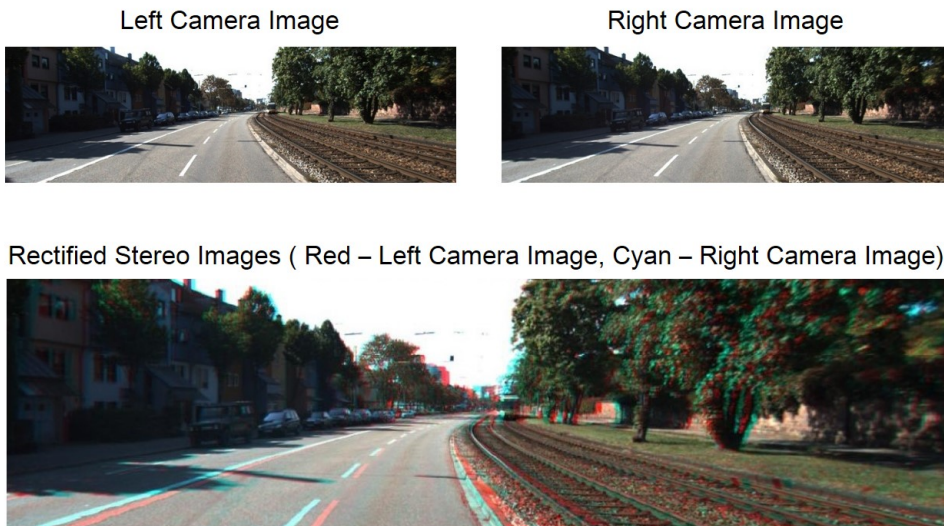 Left Camera Image
Right Camera Image
Rectified Stereo Images ( Red – Left Camera Image, Cyan – Right Camera Image)